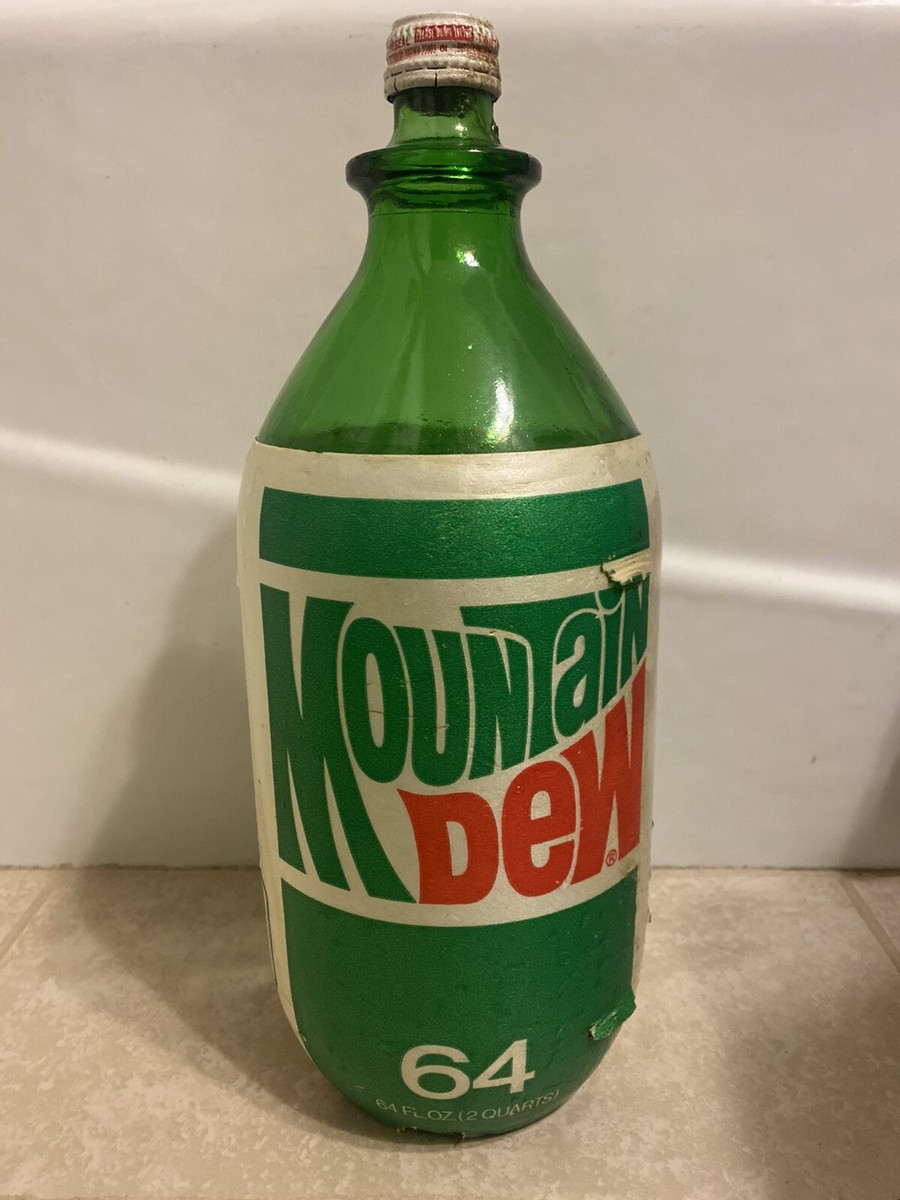 MOUNTaiN
DeW®
64
64 FL.OZ.(2 QUARTS)